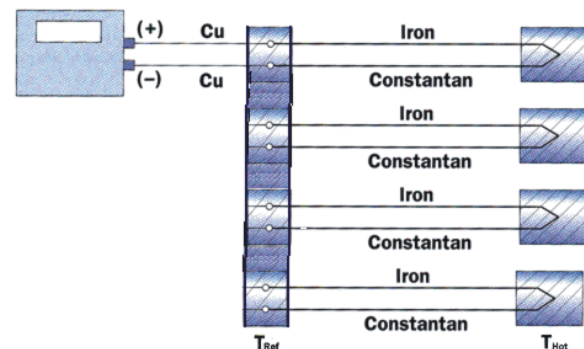 (+) Cu Iron
(−) Cu Constantan
Iron
Constantan
Iron
Constantan
Iron
Constantan
TRef THot